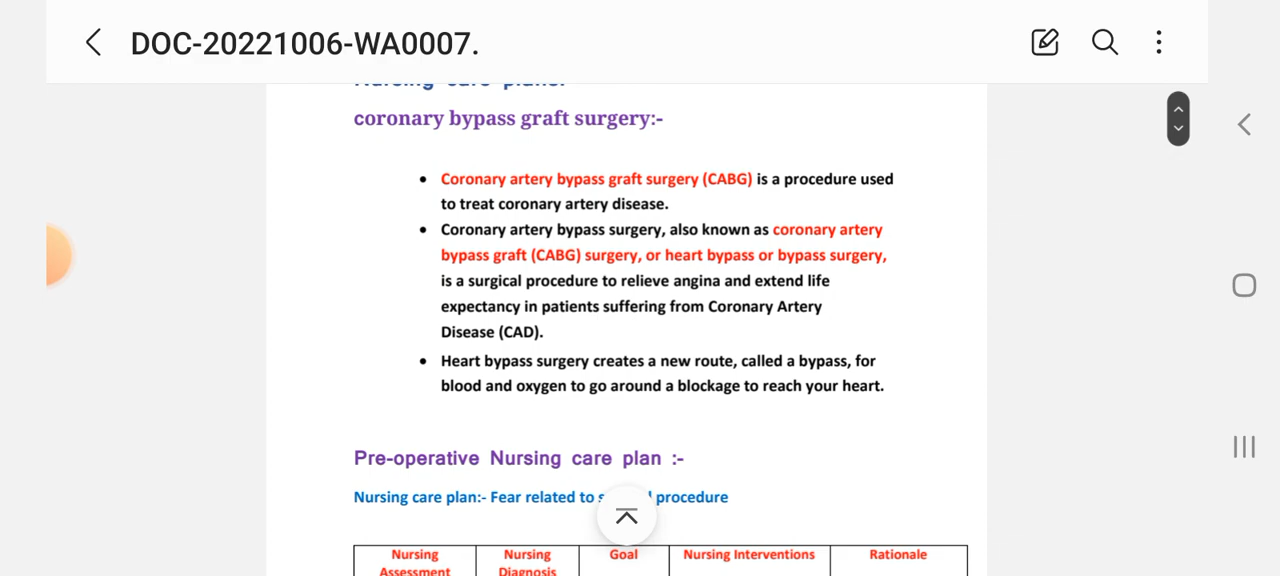 DOC-20221006-WA0007.
Nursing care plans:
coronary bypass graft surgery:-
• Coronary artery bypass graft surgery (CABG) is a procedure used
to treat coronary artery disease.
• Coronary artery bypass surgery, also known as coronary artery
bypass graft (CABG) surgery, or heart bypass or bypass surgery,
is a surgical procedure to relieve angina and extend life
expectancy in patients suffering from Coronary Artery
Disease (CAD).
• Heart bypass surgery creates a new route, called a bypass, for
blood and oxygen to go around a blockage to reach your heart.
Pre-operative Nursing care plan :-
Nursing care plan:- Fear related to procedure
Nursing Nursing Goal Nursing Interventions Rationale
Assessment Diagnosis